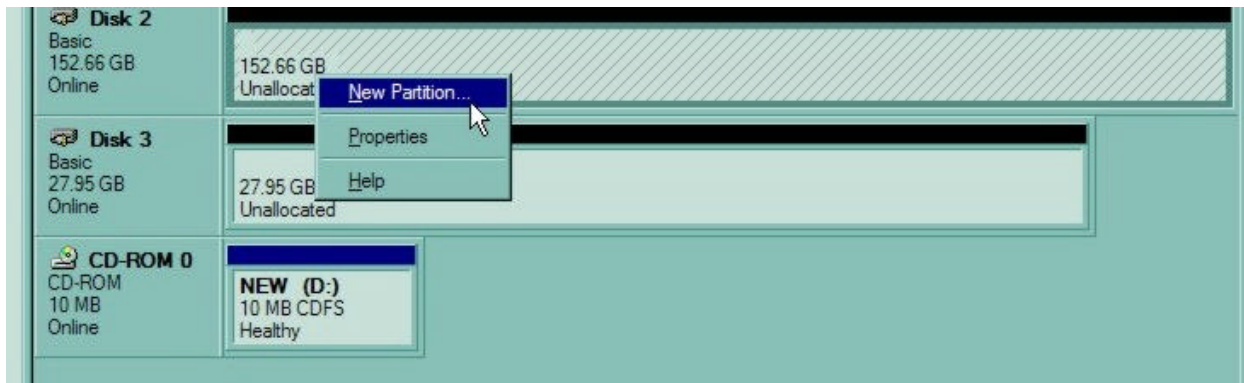 Disk 2
Basic
152.66 GB
Online
152.66 GB
Unallocat
New Partition...
Properties
Help
Disk 3
Basic
27.95 GB
Online
27.95 GB
Unallocated
CD-ROM 0
CD-ROM
10 MB
Online
NEW (D:)
10 MB CDFS
Healthy